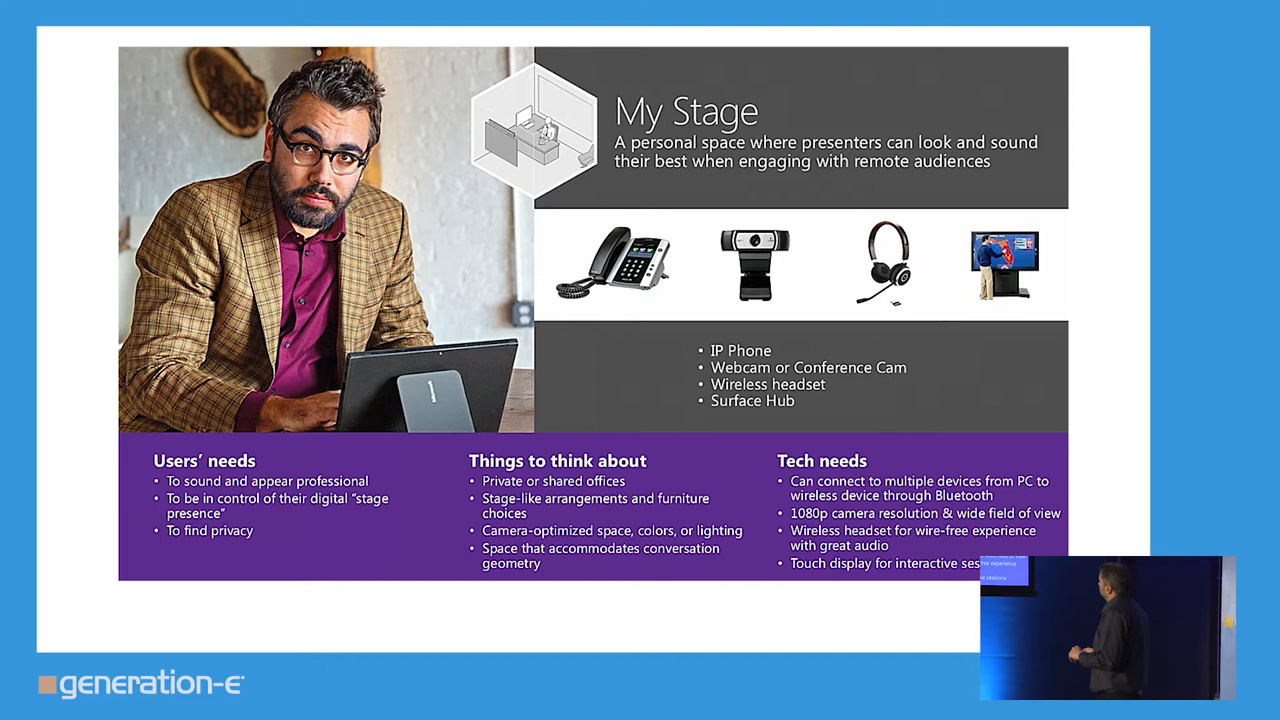 My Stage
A personal space where presenters can look and sound
their best when engaging with remote audiences
• IP Phone
• Webcam or Conference Cam
• Wireless headset
• Surface Hub
Users' needs
• To sound and appear professional
• To be in control of their digital “stage
presence”
• To find privacy
Things to think about
• Private or shared offices
• Stage-like arrangements and furniture
choices
• Camera-optimized space, colors, or lighting
• Space that accommodates conversation
geometry
Tech needs
• Can connect to multiple devices from PC to
wireless device through Bluetooth
• 1080p camera resolution & wide field of view
• Wireless headset for wire-free experience
with great audio
• Touch display for interactive ses
free experience
sessions
Microsoft
generation-e